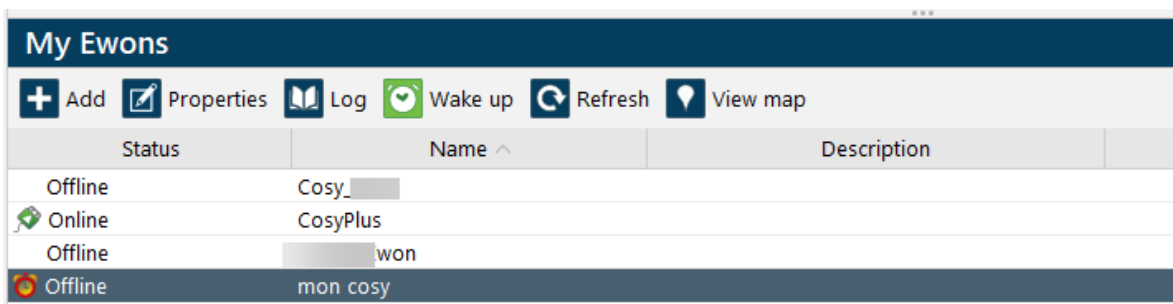 My Ewons
Add Properties Log Wake up Refresh View map
Status Name Description
Offline Cosy_
Online CosyPlus
Offline
Offline mon cosy